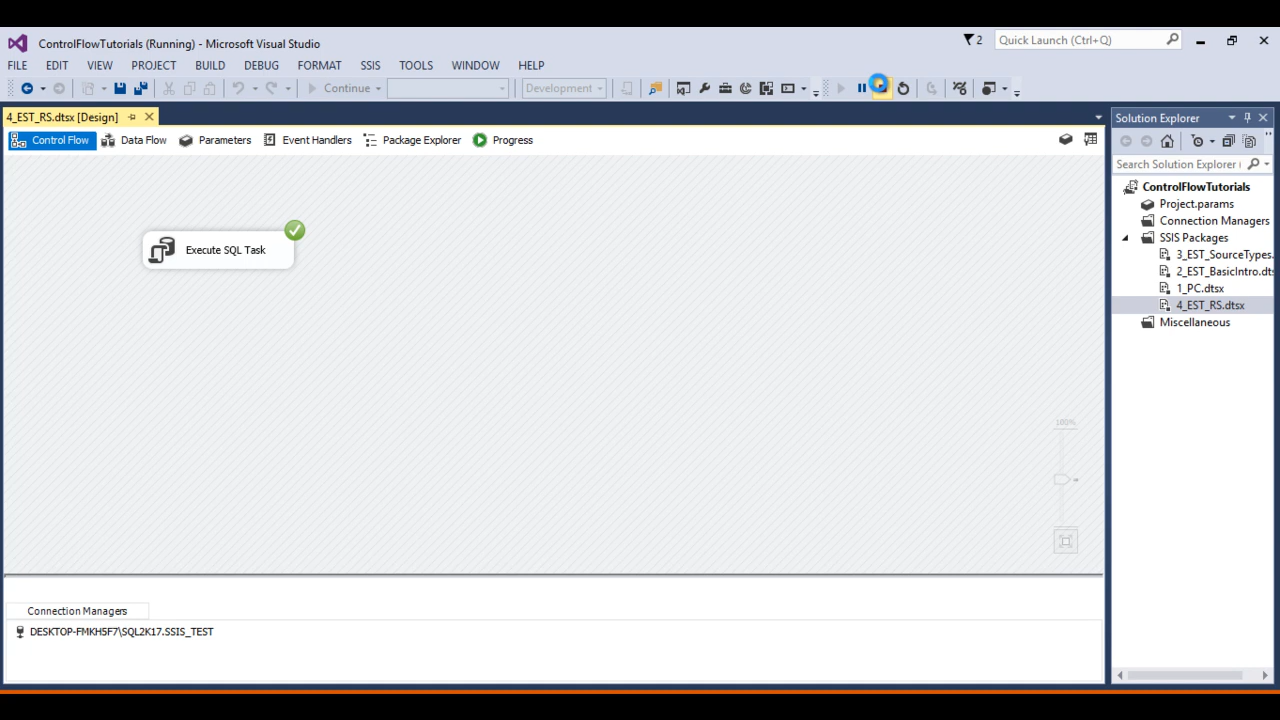 ControlFlowTutorials (Running) - Microsoft Visual Studio
2
Quick Launch (Ctrl+Q)
FILE EDIT VIEW PROJECT BUILD DEBUG FORMAT SSIS TOOLS WINDOW HELP
Continue
Development
4_EST_RS.dtsx [Design]
Control Flow Data Flow Parameters Event Handlers Package Explorer Progress
Execute SQL Task
100%
Connection Managers
DESKTOP-FMKH5F7\SQL2K17.SSIS_TEST
Solution Explorer
Search Solution Explorer (
ControlFlowTutorials
Project.params
Connection Managers
SSIS Packages
3_EST_SourceTypes.
2_EST_BasicIntro.dts
1_PC.dtsx
4_EST_RS.dtsx
Miscellaneous